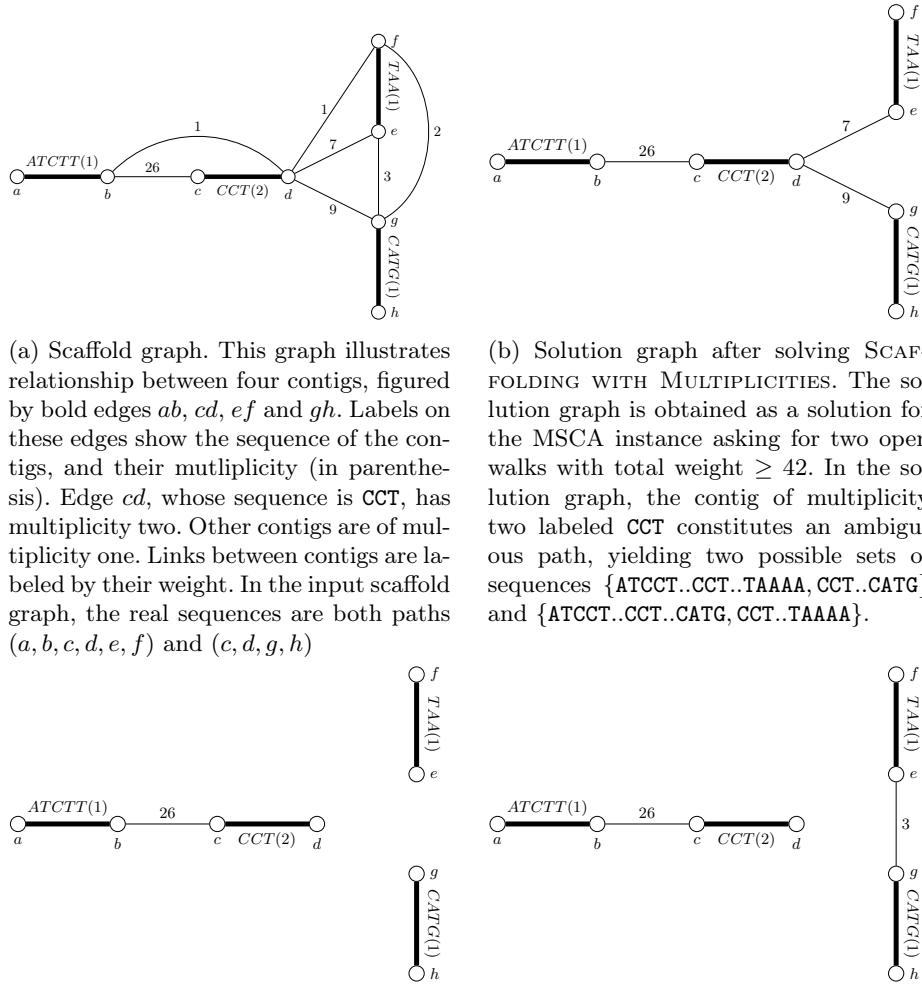 f
f
TAA(1)
TAA(1)
1
e
2
e
1
7
7
ATCTT(1)
26
3
ATCTT(1)
26
a
b
c
CCT(2)
d
a
b
c
CCT(2)
d
9
9
g
g
CATG(1)
CATG(1)
h
h
(a) Scaffold graph. This graph illustrates
relationship between four contigs, figured
by bold edges ab, cd, ef and gh. Labels on
these edges show the sequence of the con-
tigs, and their mutliplicity (in parenthe-
sis). Edge cd, whose sequence is CCT, has
multiplicity two. Other contigs are of mul-
tiplicity one. Links between contigs are la-
beled by their weight. In the input scaffold
graph, the real sequences are both paths
(a, b, c, d, e, f) and (c, d, g, h)
(b) Solution graph after solving SCAF-
FOLDING WITH MULTIPLICITIES. The so-
lution graph is obtained as a solution for
the MSCA instance asking for two open
walks with total weight ≥ 42. In the so-
lution graph, the contig of multiplicity
two labeled CCT constitutes an ambigu-
ous path, yielding two possible sets o
sequences {ATCCT..CCT..TAAAA, CCT..CATG}
and {ATCCT..CCT..CATG, CCT..TAAAA}.
f
f
TAA(1)
TAA(1)
e
e
ATCTT(1)
26
ATCTT(1)
26
3
a
b
c
CCT(2)
d
a
b
c
CCT(2)
d
g
g
CATG(1)
CATG(1)
h
h